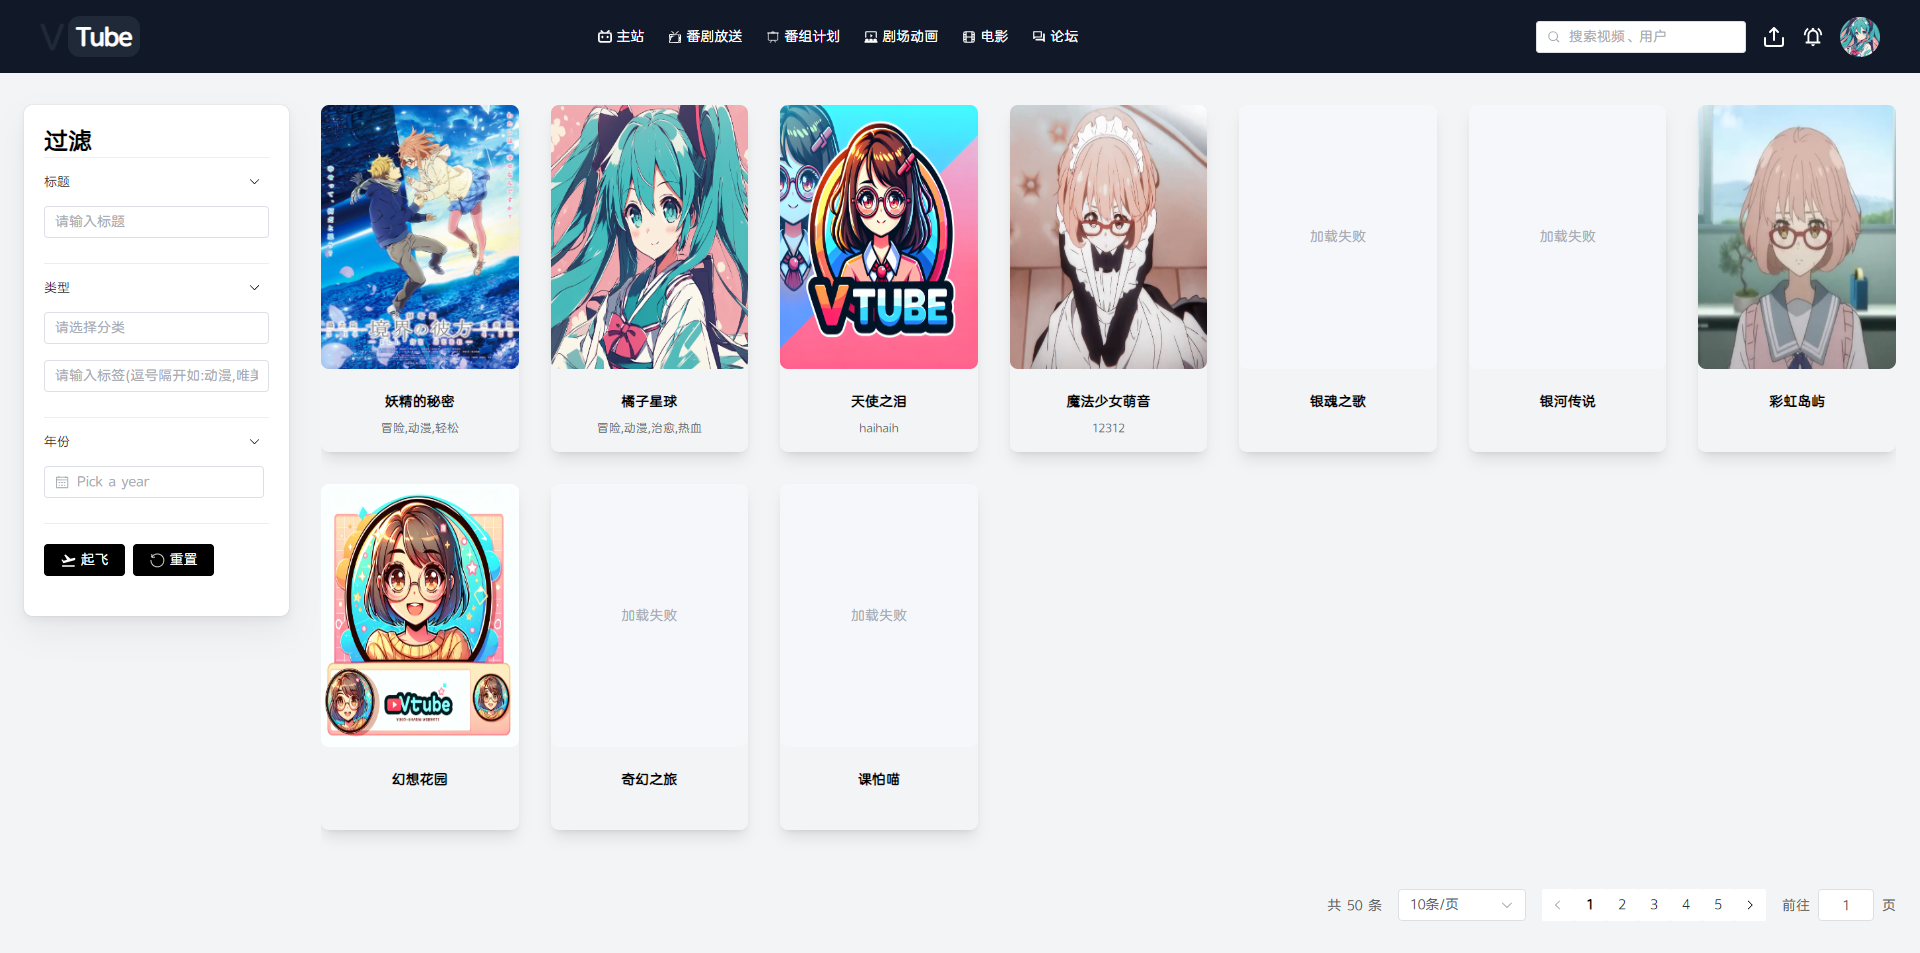 V Tube
主站
番剧放送
番组计划
剧场动画
电影
论坛
搜索视频、用户
过滤
标题
请输入标题
类型
请选择分类
请输入标签(逗号隔开如:动漫,唯美
年份
Pick a year
起飞
重置
境界の彼方
妖精的秘密
冒险,动漫,轻松
橘子星球
冒险,动漫,治愈,热血
VTUBE
天使之泪
haihaih
魔法少女萌音
12312
加载失败
银魂之歌
加载失败
银河传说
彩虹岛屿
Vtube
幻想花园
加载失败
奇幻之旅
加载失败
课怕喵
共 50 条
10条/页
1 2 3 4 5
前往 1 页